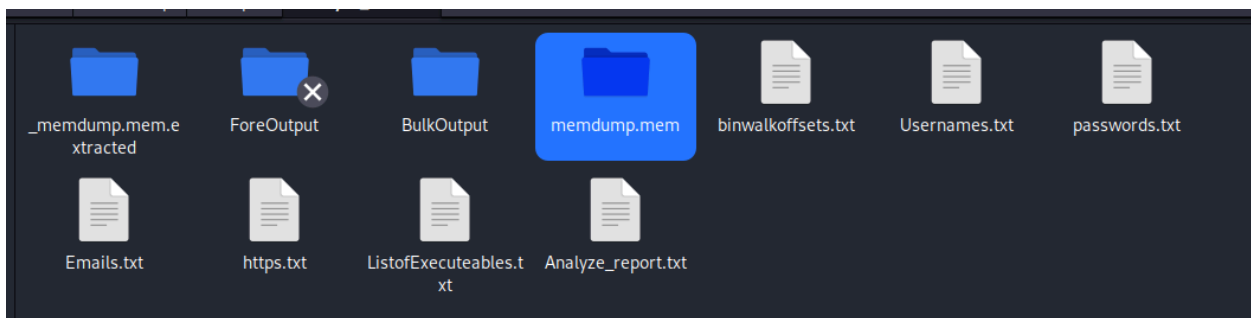 _memdump.mem.e
xtracted
ForeOutput
BulkOutput
memdump.mem
binwalkoffsets.txt
Usernames.txt
passwords.txt
Emails.txt
https.txt
ListofExecuteables.t
xt
Analyze_report.txt